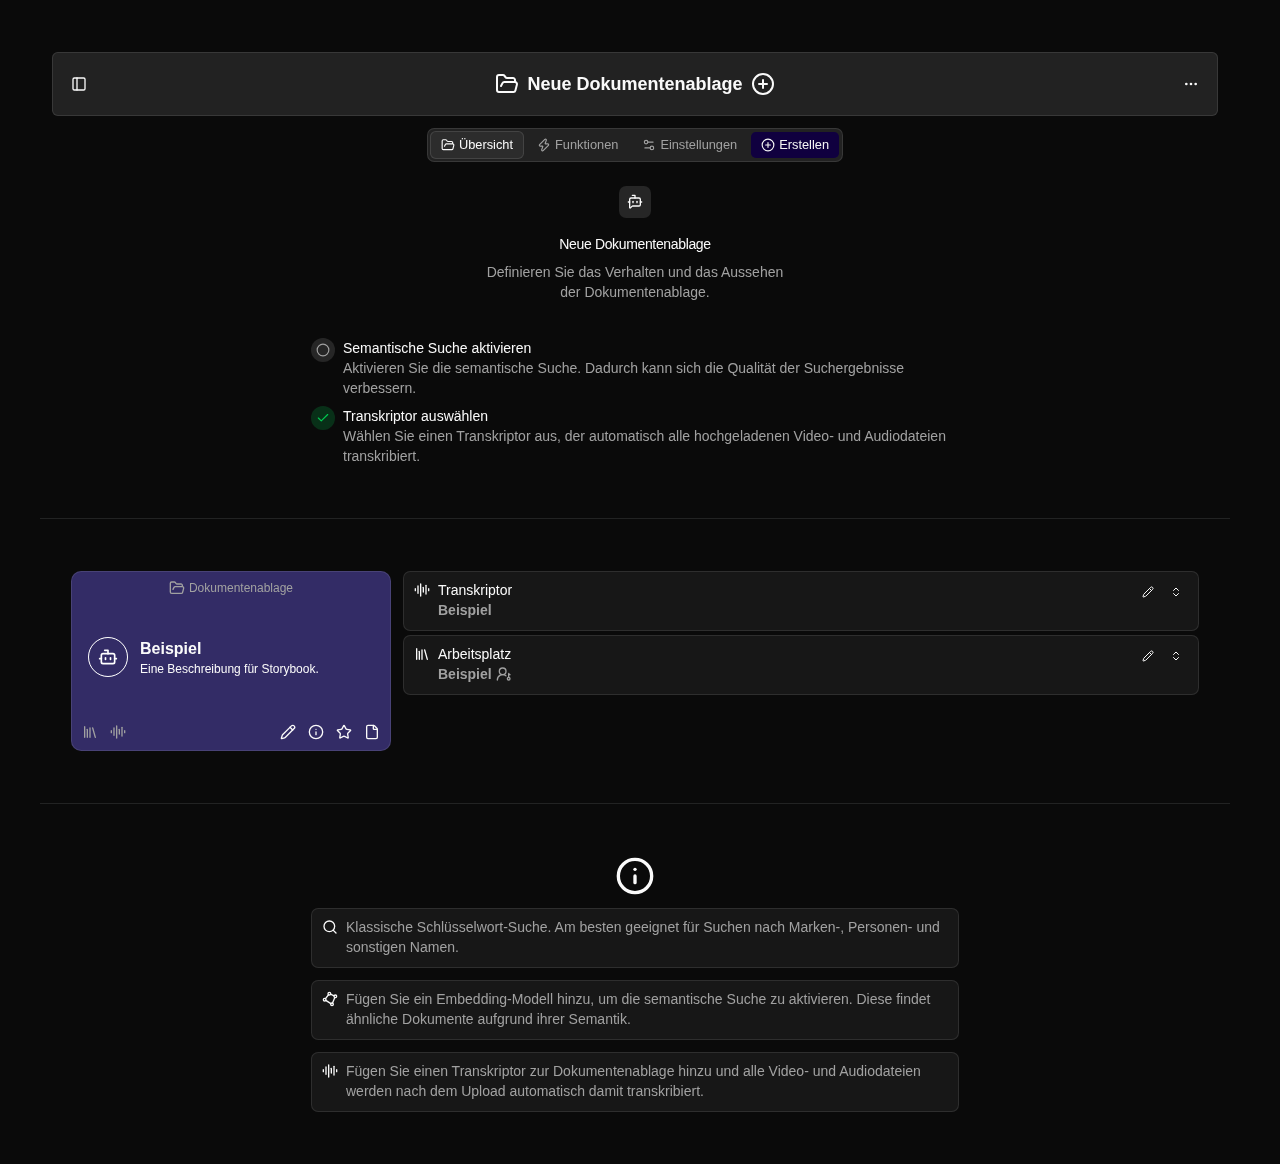 Neue Dokumentenablage
Übersicht
Funktionen
Einstellungen
Erstellen
Neue Dokumentenablage
Definieren Sie das Verhalten und das Aussehen
der Dokumentenablage.
Semantische Suche aktivieren
Aktivieren Sie die semantische Suche. Dadurch kann sich die Qualität der Suchergebnisse
verbessern.
Transkriptor auswählen
Wählen Sie einen Transkriptor aus, der automatisch alle hochgeladenen Video- und Audiodateien
transkribiert.
Dokumentenablage
Beispiel
Eine Beschreibung für Storybook.
Transkriptor
Beispiel
Arbeitsplatz
Beispiel
Klassische Schlüsselwort-Suche. Am besten geeignet für Suchen nach Marken-, Personen- und
sonstigen Namen.
Fügen Sie ein Embedding-Modell hinzu, um die semantische Suche zu aktivieren. Diese findet
ähnliche Dokumente aufgrund ihrer Semantik.
Fügen Sie einen Transkriptor zur Dokumentenablage hinzu und alle Video- und Audiodateien
werden nach dem Upload automatisch damit transkribiert.